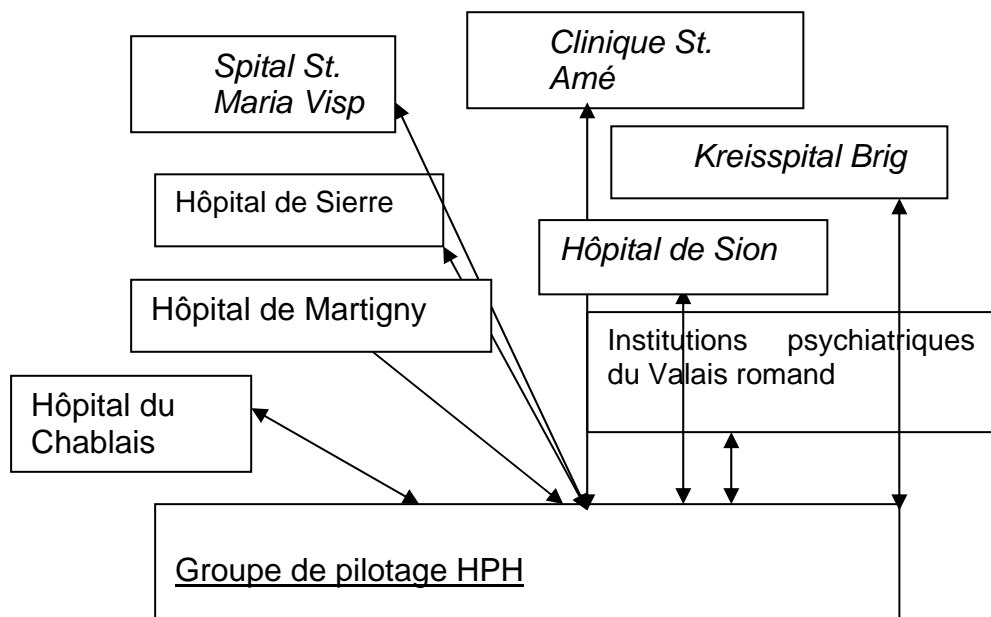 Spital St.
Maria Visp
Clinique St.
Amé
Kreisspital Brig
Hôpital de Sierre
Hôpital de Sion
Hôpital de Martigny
Institutions psychiatriques
du Valais romand
Hôpital du
Chablais
Groupe de pilotage HPH